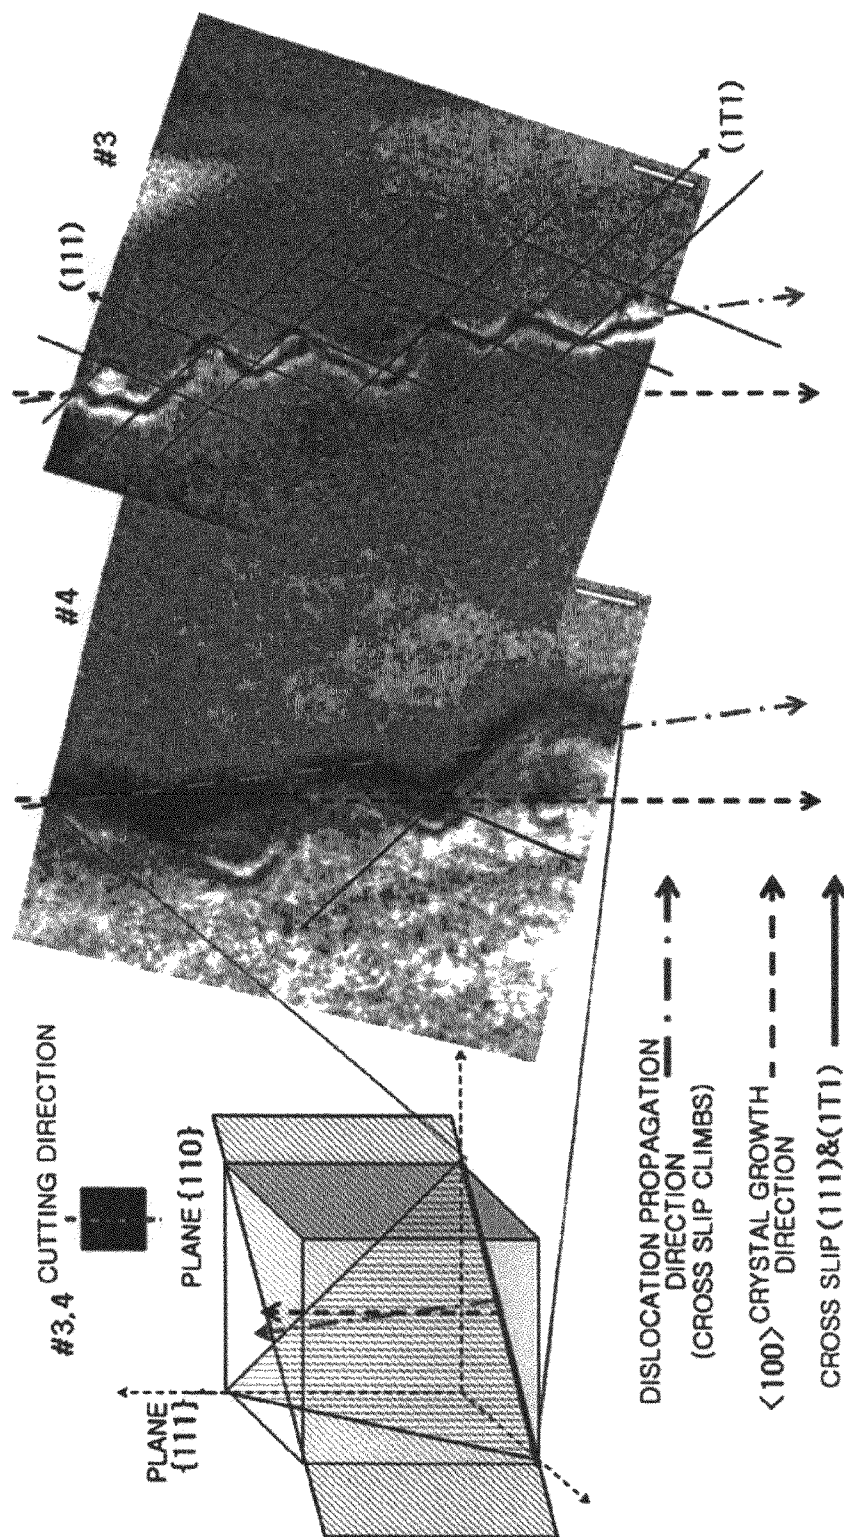 #3,4
CUTTING DIRECTION
PLANE {110}
PLANE
{111}
#4
#3
(111)
(1T1)
DISLOCATION PROPAGATION
DIRECTION
(CROSS SLIP CLIMBS)
<100> CRYSTAL GROWTH
DIRECTION
CROSS SLIP (111)&(1T1)